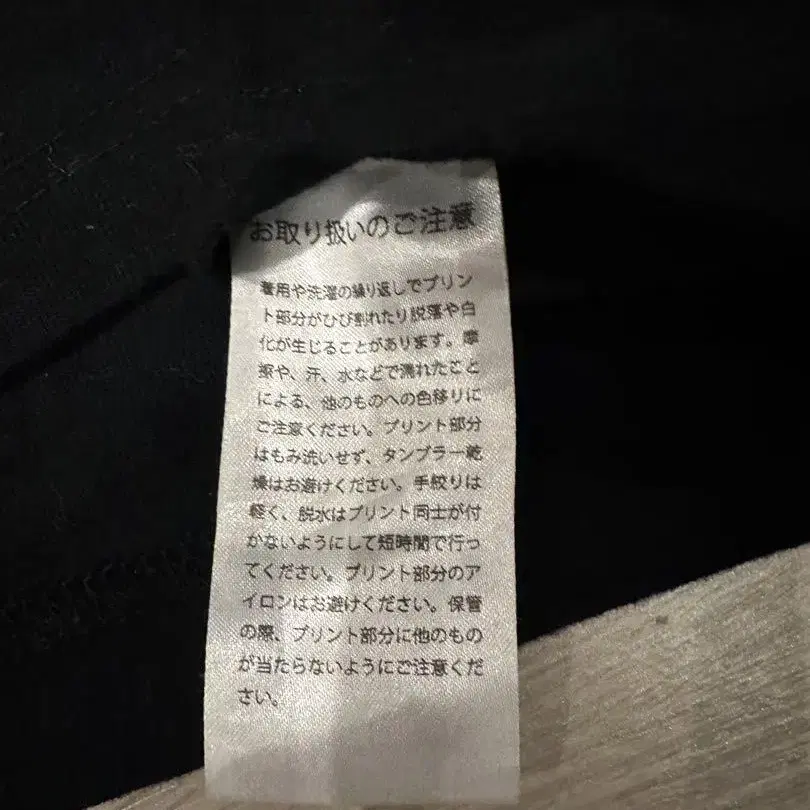 お取り扱いのご注意
着用や洗濯の繰り返しでプリン
ト部分がひび割れたり脱落や白
化が生じることがあります。摩
擦や、汗、水などで濡れたこと
による、他のものへの色移りに
ご注意ください。プリント部分
はもみ洗いせず、タンブラー乾
燥はお避けください。手絞りは
軽く、脱水はプリント同士が付
かないようにして短時間で行っ
てください。プリント部分のア
イロンはお避けください。保管
の際、プリント部分に他のもの
が当たらないようにご注意くだ
さい。